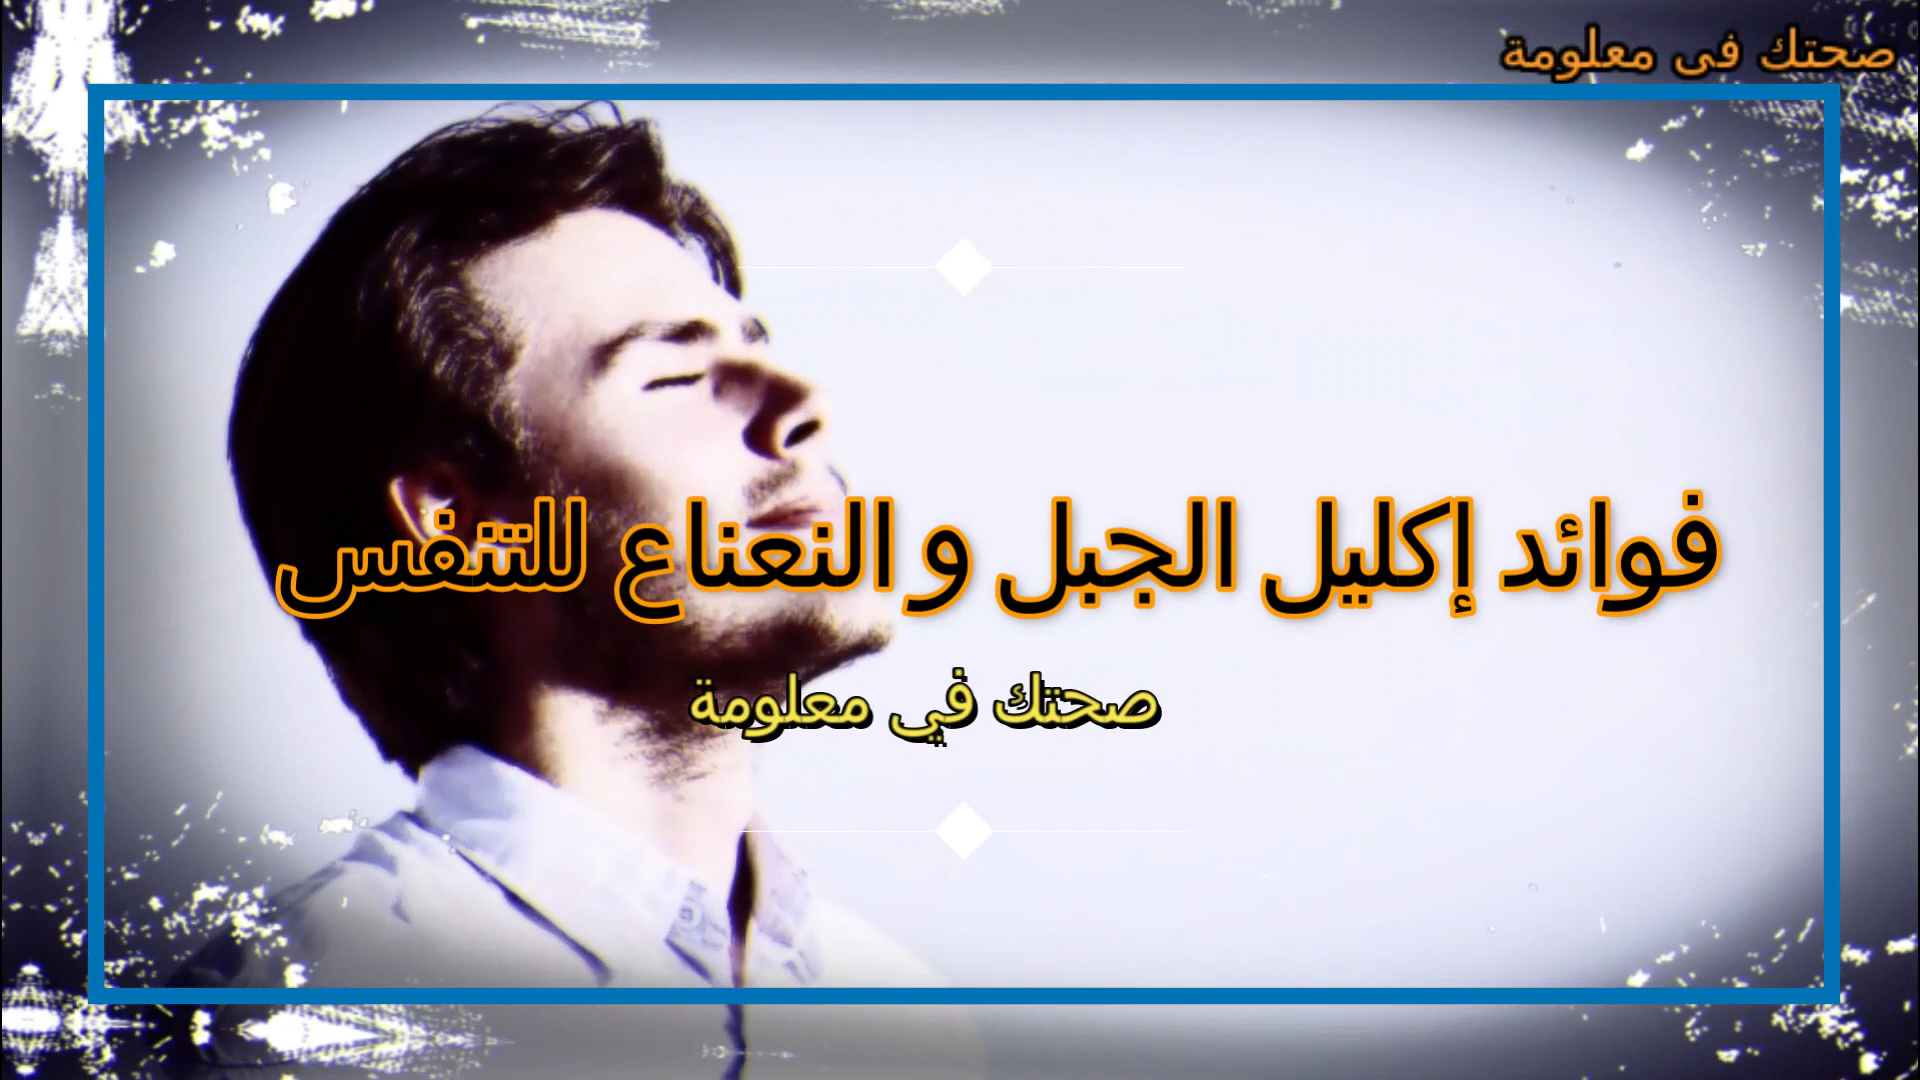 صحتك فى معلومة
فوائد إكليل الجبل و النعناع للتنفس
صحتك في معلومة